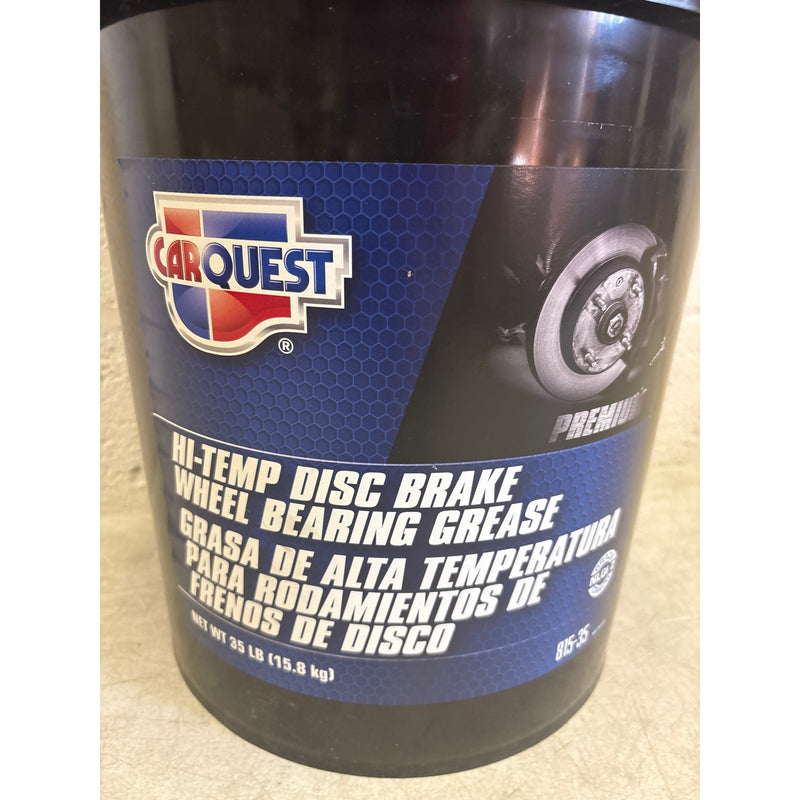 CARQUEST
®
PREMIUM
HI-TEMP DISC BRAKE
WHEEL BEARING GREASE
GRASA DE ALTA TEMPERATURA
PARA RODAMIENTOS DE
FRENOS DE DISCO
NET WT 35 LB (15.8 kg)
NLGI
815-35